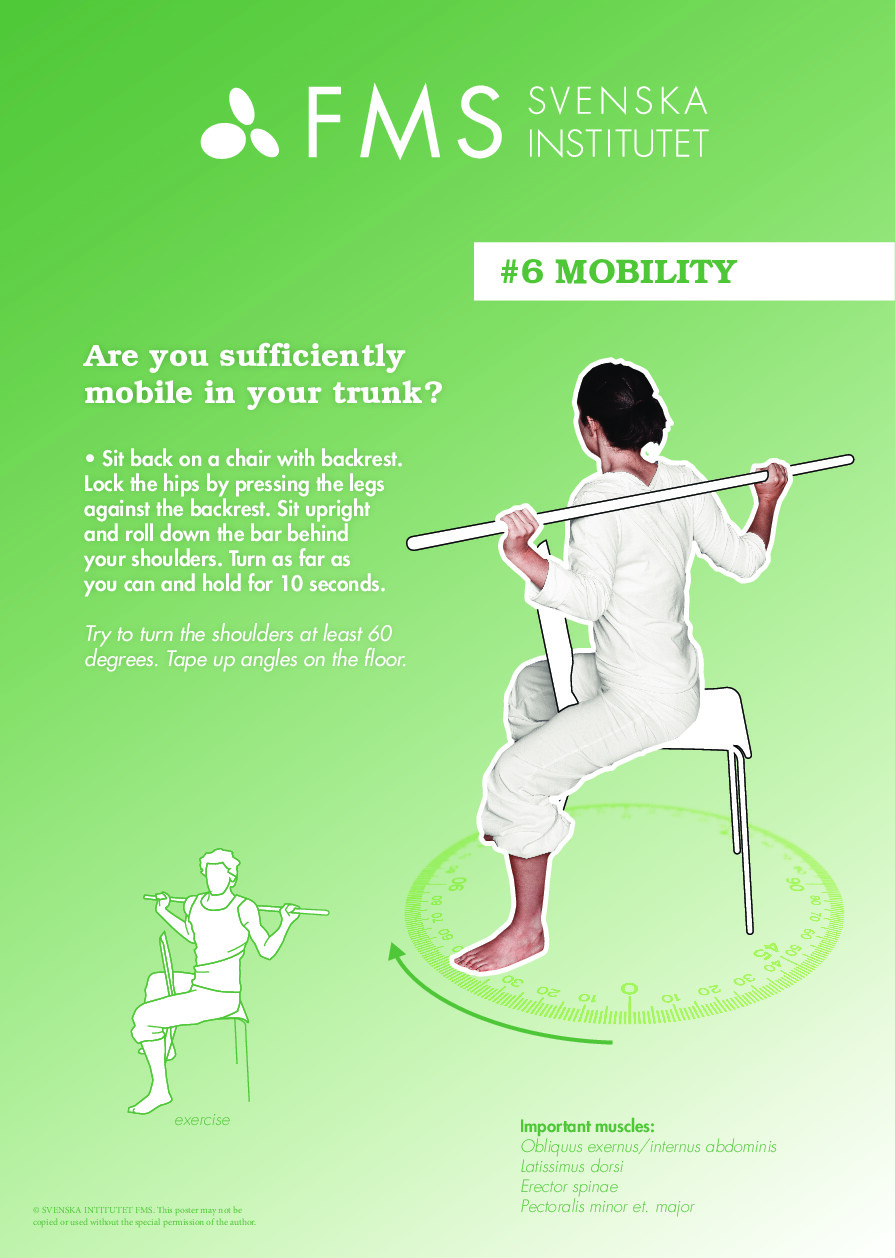 FMS SVENSKA
INSTITUTET
#6 MOBILITY
Are you sufficiently
mobile in your trunk?
• Sit back on a chair with backrest.
Lock the hips by pressing the legs
against the backrest. Sit upright
and roll down the bar behind
your shoulders. Turn as far as
you can and hold for 10 seconds.
Try to turn the shoulders at least 60
degrees. Tape up angles on the floor.
90 80 70 60 30 20 10 0 10 20 30 40 45 50 60 70 80 90
exercise
Important muscles:
Obliquus exernus/internus abdominis
Latissimus dorsi
Erector spinae
Pectoralis minor et. major
© SVENSKA INTITUTET FMS. This poster may not be
copied or used without the special permission of the author.